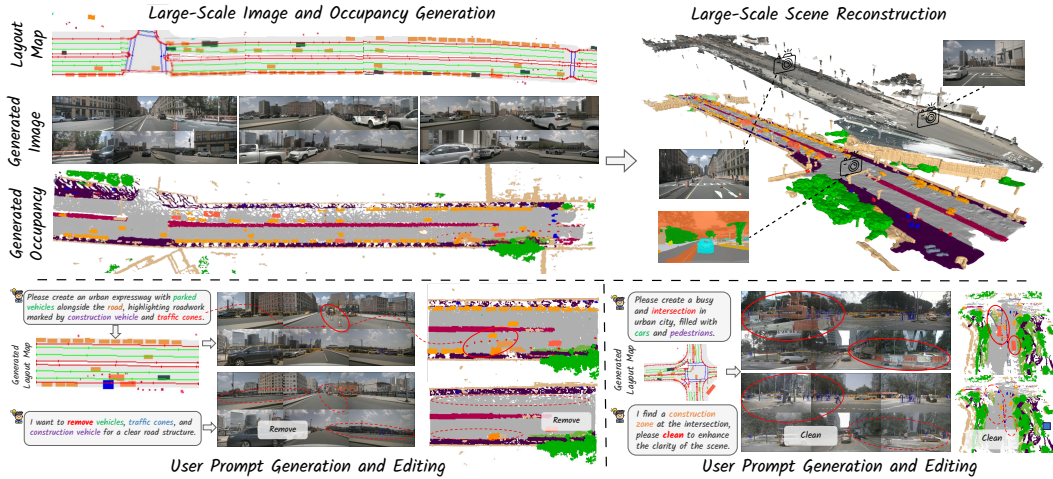 Large-Scale Image and Occupancy Generation
Large-Scale Scene Reconstruction
Layout
Map
Generated
Image
Generated
Occupancy
Please create an urban expressway with parked
vehicles alongside the road, highlighting roadwork
marked by construction vehicle and traffic cones.
Generated
Layout Map
I want to remove vehicles, traffic cones, and
construction vehicle for a clear road structure.
Remove
Remove
User Prompt Generation and Editing
Please create a busy
and intersection in
urban city, filled with
cars and pedestrians.
Generated
Layout Map
I find a construction
zone at the intersection,
please clean to enhance
the clarity of the scene.
Clean
Clean
User Prompt Generation and Editing